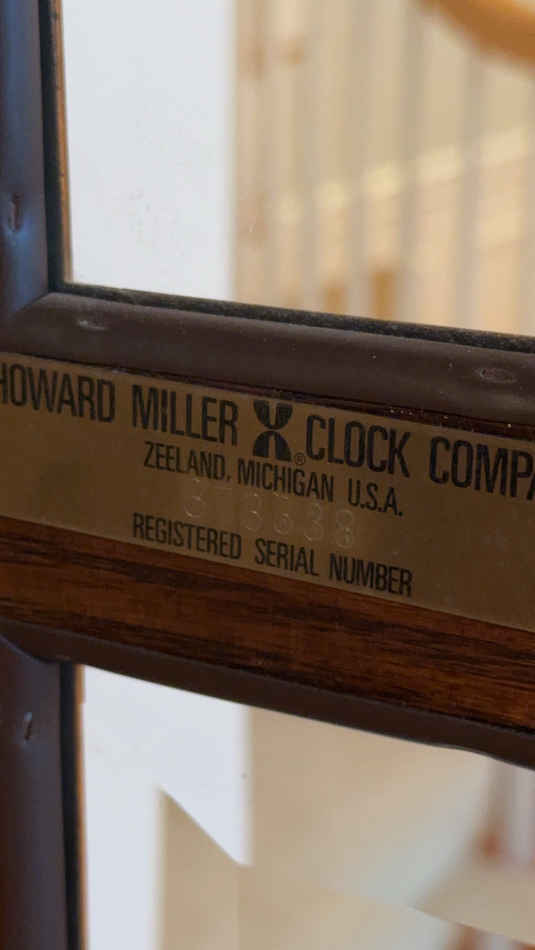 HOWARD MILLER ® CLOCK COMPA
ZEELAND, MICHIGAN U.S.A.
REGISTERED SERIAL NUMBER